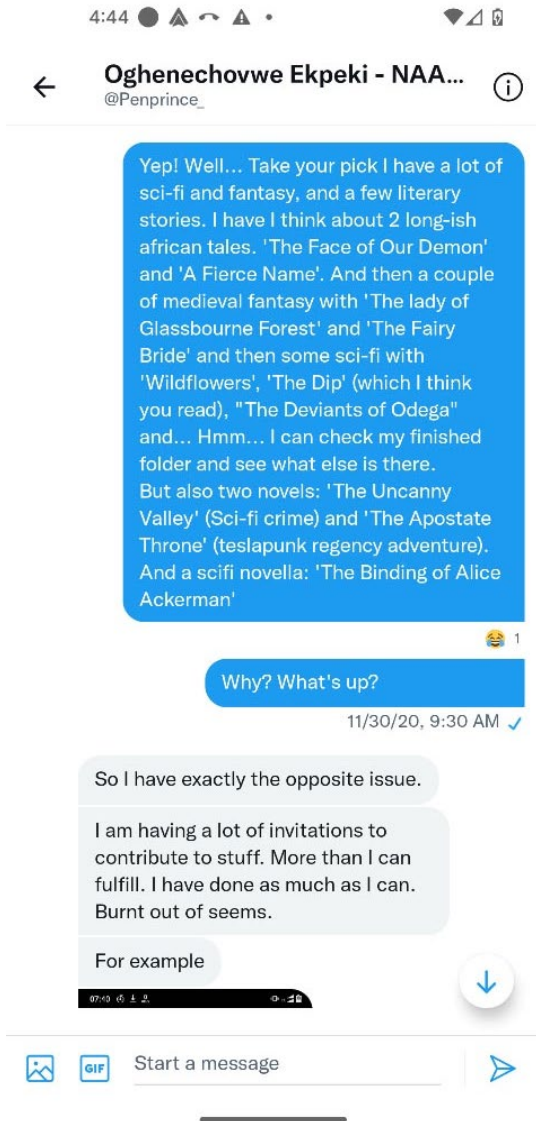 4:44
Oghenechovwe Ekpeki - NAA...
@Penprince_
Yep! Well... Take your pick I have a lot of
sci-fi and fantasy, and a few literary
stories. I have I think about 2 long-ish
african tales. 'The Face of Our Demon'
and 'A Fierce Name'. And then a couple
of medieval fantasy with 'The lady of
Glassbourne Forest' and 'The Fairy
Bride' and then some sci-fi with
'Wildflowers', 'The Dip' (which I think
you read), "The Deviants of Odega"
and... Hmm... I can check my finished
folder and see what else is there.
But also two novels: 'The Uncanny
Valley' (Sci-fi crime) and 'The Apostate
Throne' (teslapunk regency adventure).
And a scifi novella: 'The Binding of Alice
Ackerman'
1
Why? What's up?
11/30/20, 9:30 AM
So I have exactly the opposite issue.
I am having a lot of invitations to
contribute to stuff. More than I can
fulfill. I have done as much as I can.
Burnt out of seems.
For example
07:40
GIF
Start a message